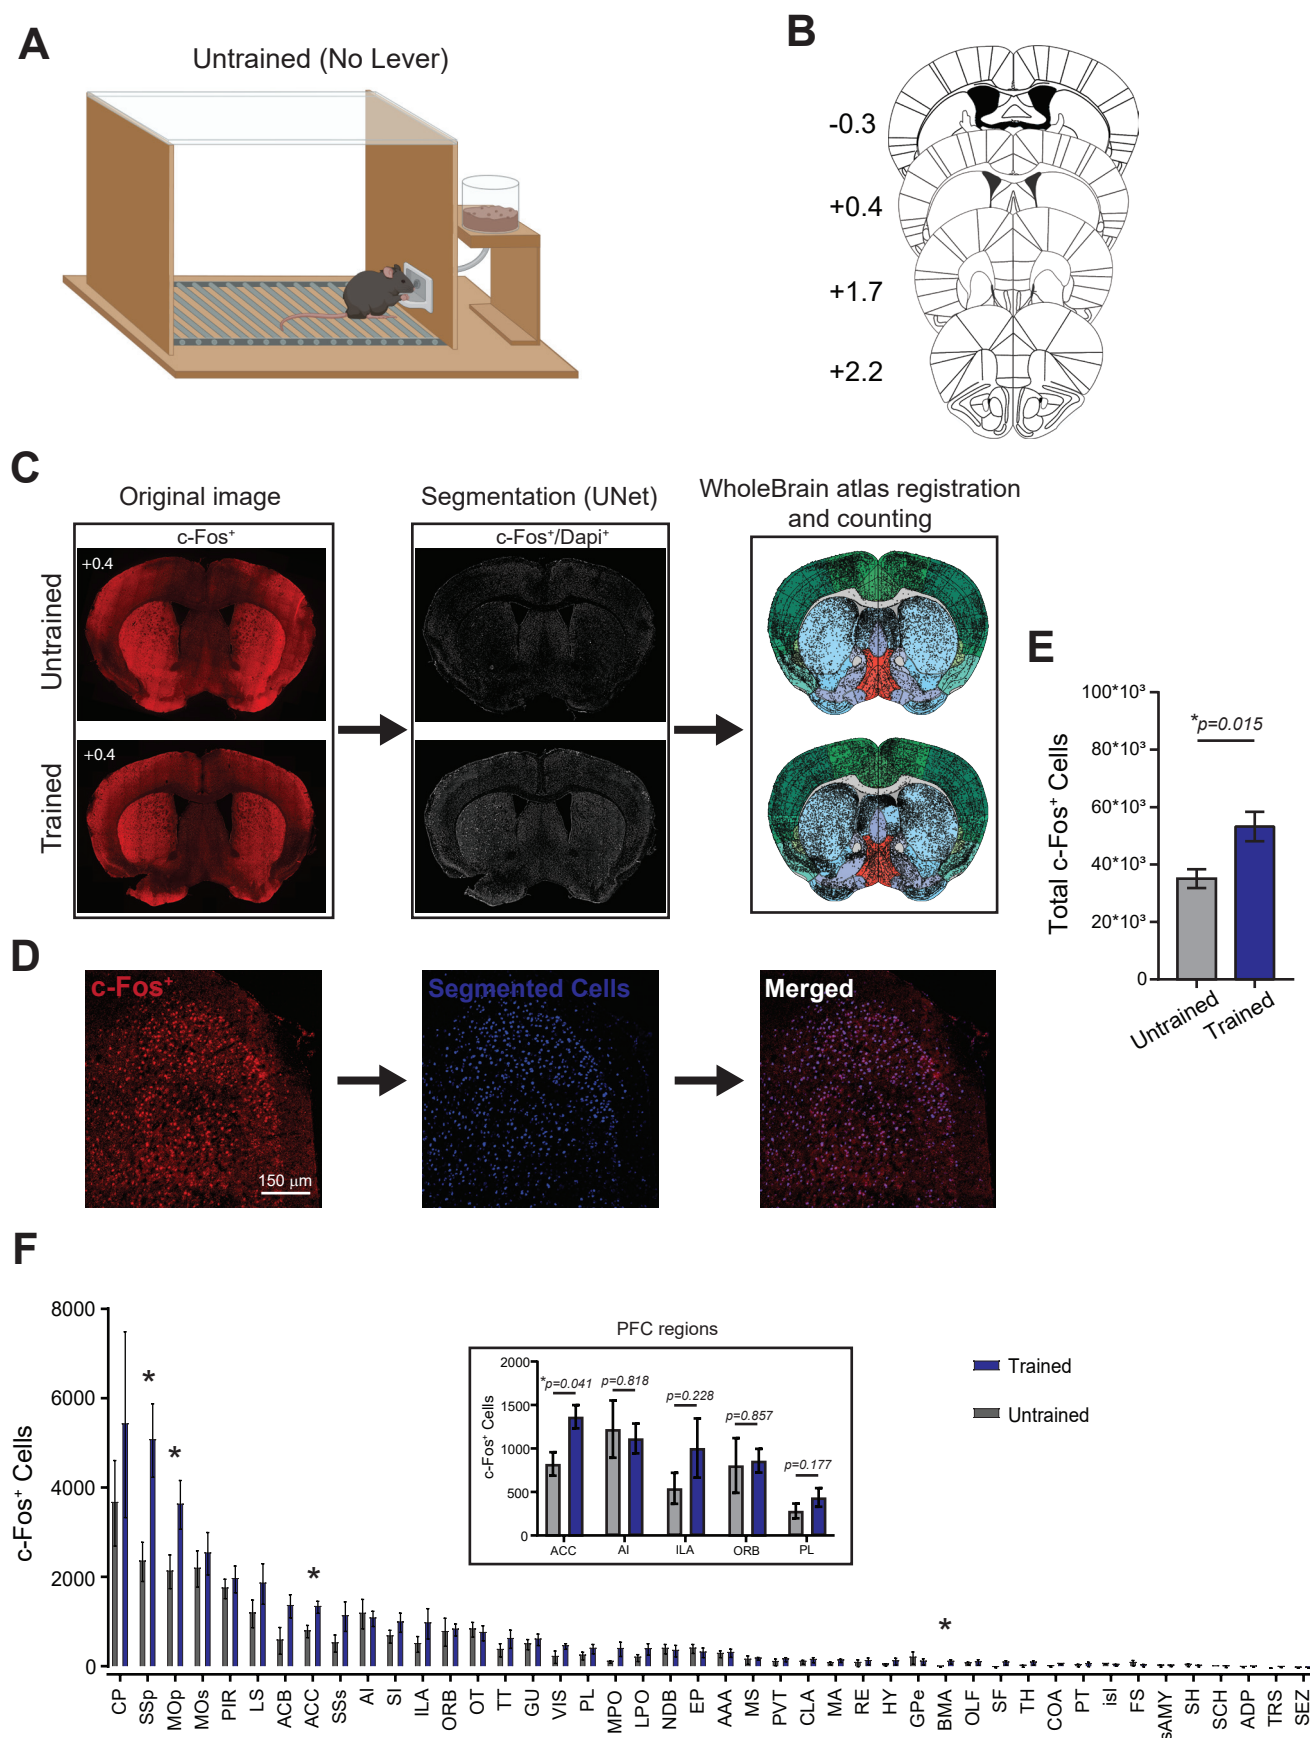 A
Untrained (No Lever)
B
-0.3
+0.4
+1.7
+2.2
C
Original image
Segmentation (UNet)
WholeBrain atlas registration
and counting
c-Fos⁺
c-Fos⁺/Dapi⁺
Untrained
+0.4
Trained
+0.4
D
c-Fos⁺
Segmented Cells
Merged
150 μm
E
Total c-Fos⁺ Cells
100*10³
80*10³
60*10³
40*10³
20*10³
0
*p=0.015
Untrained
Trained
F
c-Fos⁺ Cells
8000
6000
4000
2000
0
*
*
*
*
PFC regions
c-Fos⁺ Cells
2000
1500
1000
500
0
*p=0.041
p=0.818
p=0.228
p=0.857
p=0.177
ACC
AI
ILA
ORB
PL
Trained
Untrained
CP
SSp
MOp
MOs
PIR
LS
ACB
ACC
SSs
AI
SI
ILA
ORB
OT
TT
GU
VIS
PL
MPO
LPO
NDB
EP
AAA
MS
PVT
CLA
MA
RE
HY
GPe
BMA
OLF
SF
TH
COA
PT
isl
FS
sAMY
SH
SCH
ADP
TRS
SEZ